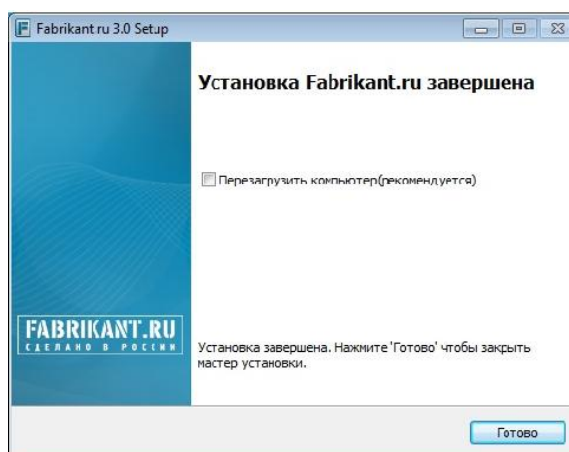 Fabrikant.ru 3.0 Setup
Установка Fabrikant.ru завершена
Перезагрузить компьютер(рекомендуется)
FABRIKANT.RU
СДЕЛАНО В РОССИИ
Установка завершена. Нажмите 'Готово' чтобы закрыть
мастер установки.
Готово